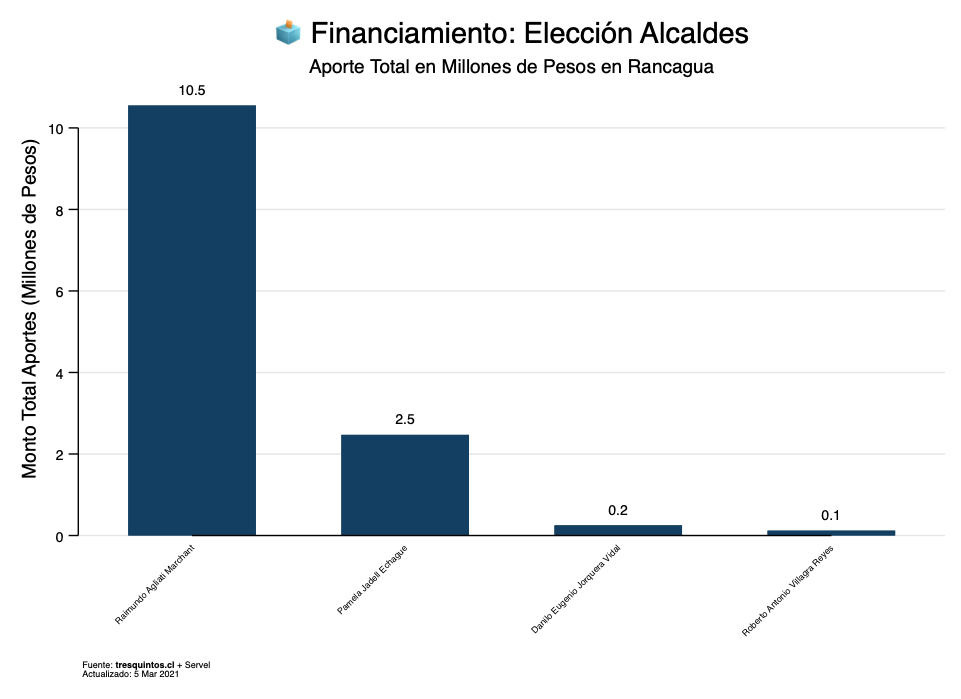 Financiamiento: Elección Alcaldes
Aporte Total en Millones de Pesos en Rancagua
Monto Total Aportes (Millones de Pesos)
10
8
6
4
2
0
10.5
2.5
0.2
0.1
Raimundo Agliati Marchant
Pamela Jadell Echague
Danilo Eugenio Jorquera Vidal
Roberto Antonio Villagra Reyes
Fuente: tresquintos.cl + Servel
Actualizado: 5 Mar 2021